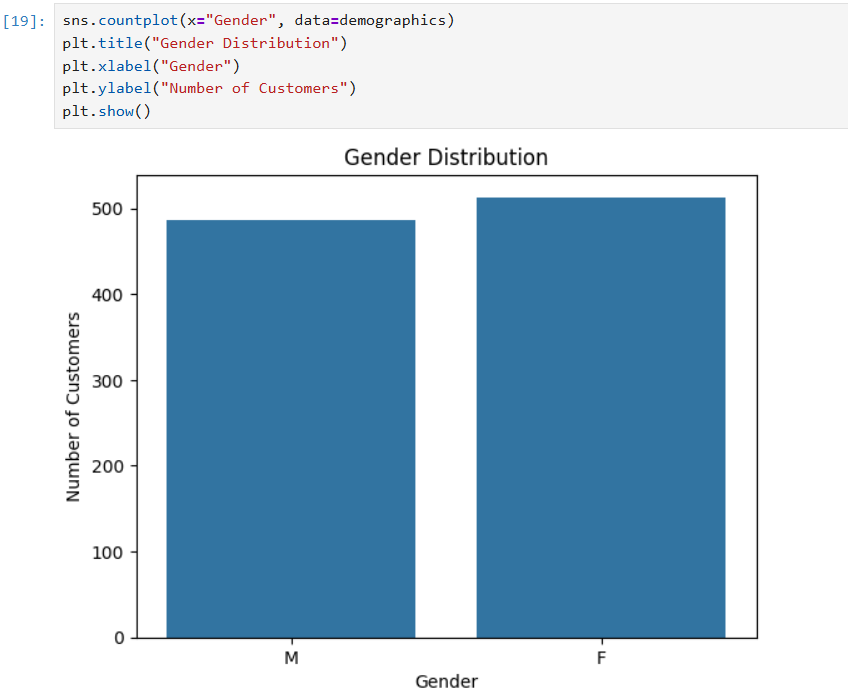 [19]: sns.countplot(x="Gender", data=demographics)
plt.title("Gender Distribution")
plt.xlabel("Gender")
plt.ylabel("Number of Customers")
plt.show()
Gender Distribution
500
400
300
200
100
0
Number of Customers
M F
Gender